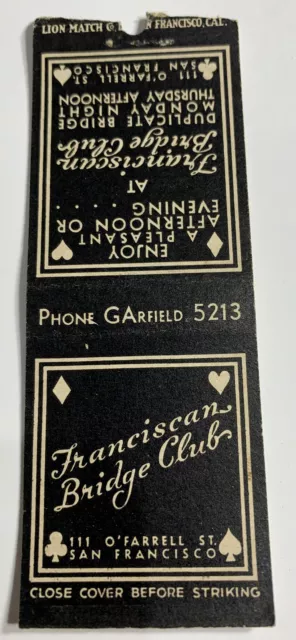 LION MATCH FRANCISCO, CAL.
ENJOY
A PLEASANT
AFTERNOON OR
EVENING . . . .
AT
Franciscan
Bridge Club
DUPLICATE BRIDGE
MONDAY NIGHT
THURSDAY AFTERNOON
111 O'FARRELL ST.
SAN FRANCISCO
PHONE GARFIELD 5213
Franciscan
Bridge Club
111 O'FARRELL ST.
SAN FRANCISCO
CLOSE COVER BEFORE STRIKING